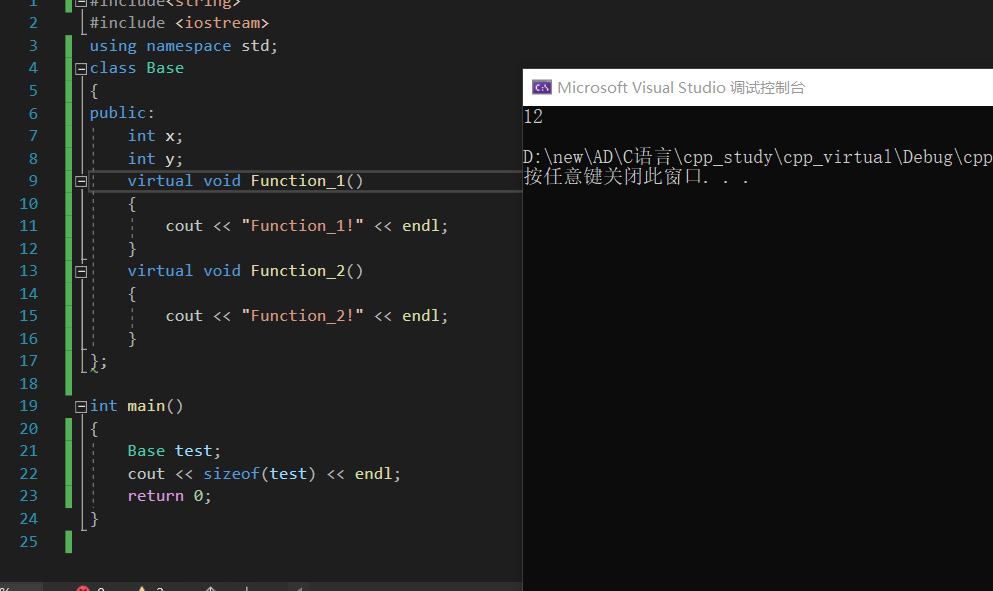 1 #include<string>
2 #include <iostream>
3 using namespace std;
4 class Base
5 {
6 public:
7 int x;
8 int y;
9 virtual void Function_1()
10 {
11 cout << "Function_1!" << endl;
12 }
13 virtual void Function_2()
14 {
15 cout << "Function_2!" << endl;
16 }
17 };
18
19 int main()
20 {
21 Base test;
22 cout << sizeof(test) << endl;
23 return 0;
24 }
25
C:\ Microsoft Visual Studio 调试控制台
12
D:\new\AD\C语言\cpp_study\cpp_virtual\Debug\cpp
按任意键关闭此窗口. . .